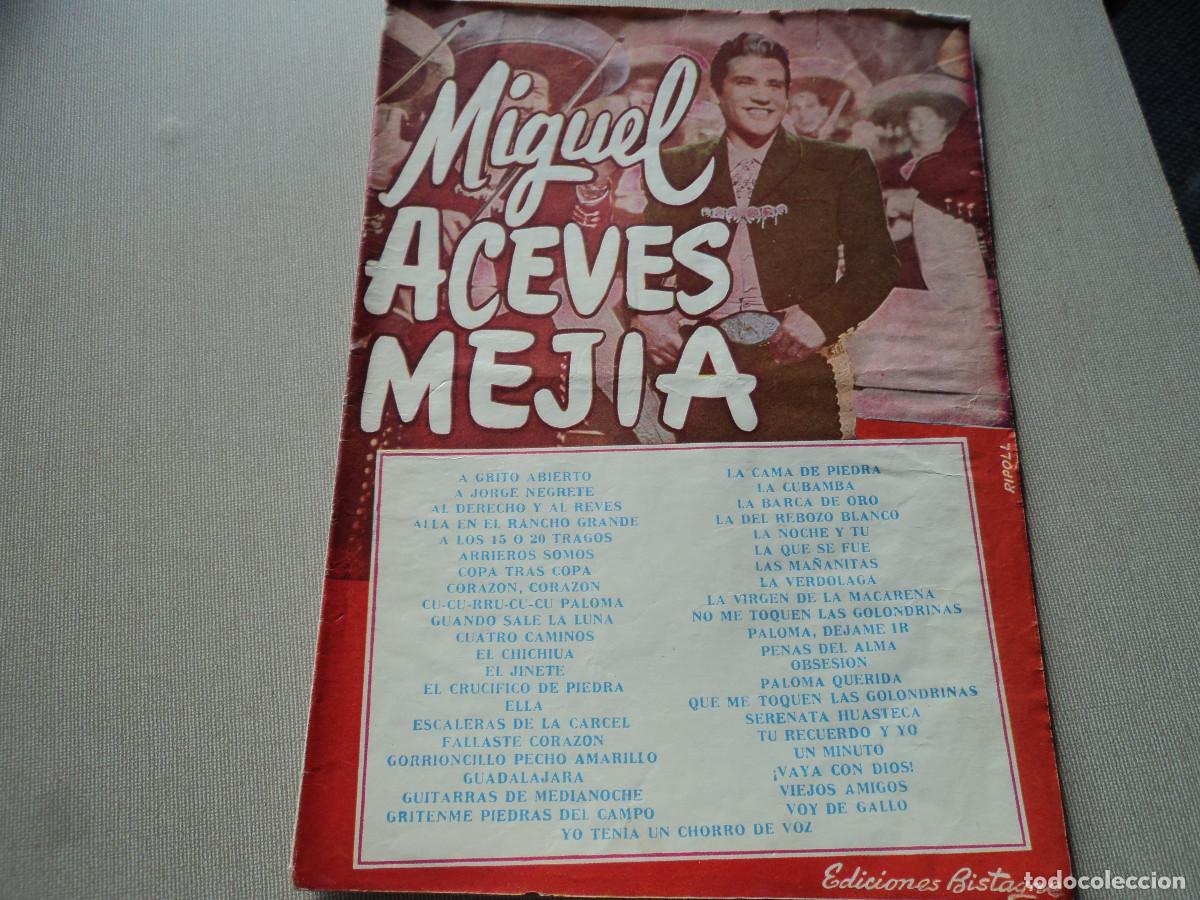 Miguel
ACEVES
MEJIA
RIPOLL
A GRITO ABIERTO
A JORGE NEGRETE
AL DERECHO Y AL REVES
ALLA EN EL RANCHO GRANDE
A LOS 15 O 20 TRAGOS
ARRIEROS SOMOS
COPA TRAS COPA
CORAZON, CORAZON
CU-CU-RRU-CU-CU PALOMA
GUANDO SALE LA LUNA
CUATRO CAMINOS
EL CHICHIUA
EL JINETE
EL CRUCIFICO DE PIEDRA
ELLA
ESCALERAS DE LA CARCEL
FALLASTE CORAZON
GORRIONCILLO PECHO AMARILLO
GUADALAJARA
GUITARRAS DE MEDIANOCHE
GRITENME PIEDRAS DEL CAMPO
LA CAMA DE PIEDRA
LA CUBAMBA
LA BARCA DE ORO
LA DEL REBOZO BLANCO
LA NOCHE Y TU
LA QUE SE FUE
LAS MAÑANITAS
LA VERDOLAGA
LA VIRGEN DE LA MACARENA
NO ME TOQUEN LAS GOLONDRINAS
PALOMA, DEJAME IR
PENAS DEL ALMA
OBSESION
PALOMA QUERIDA
QUE ME TOQUEN LAS GOLONDRINAS
SERENATA HUASTECA
TU RECUERDO Y YO
UN MINUTO
¡VAYA CON DIOS!
VIEJOS AMIGOS
VOY DE GALLO
YO TENIA UN CHORRO DE VOZ
Ediciones
todocoleccion